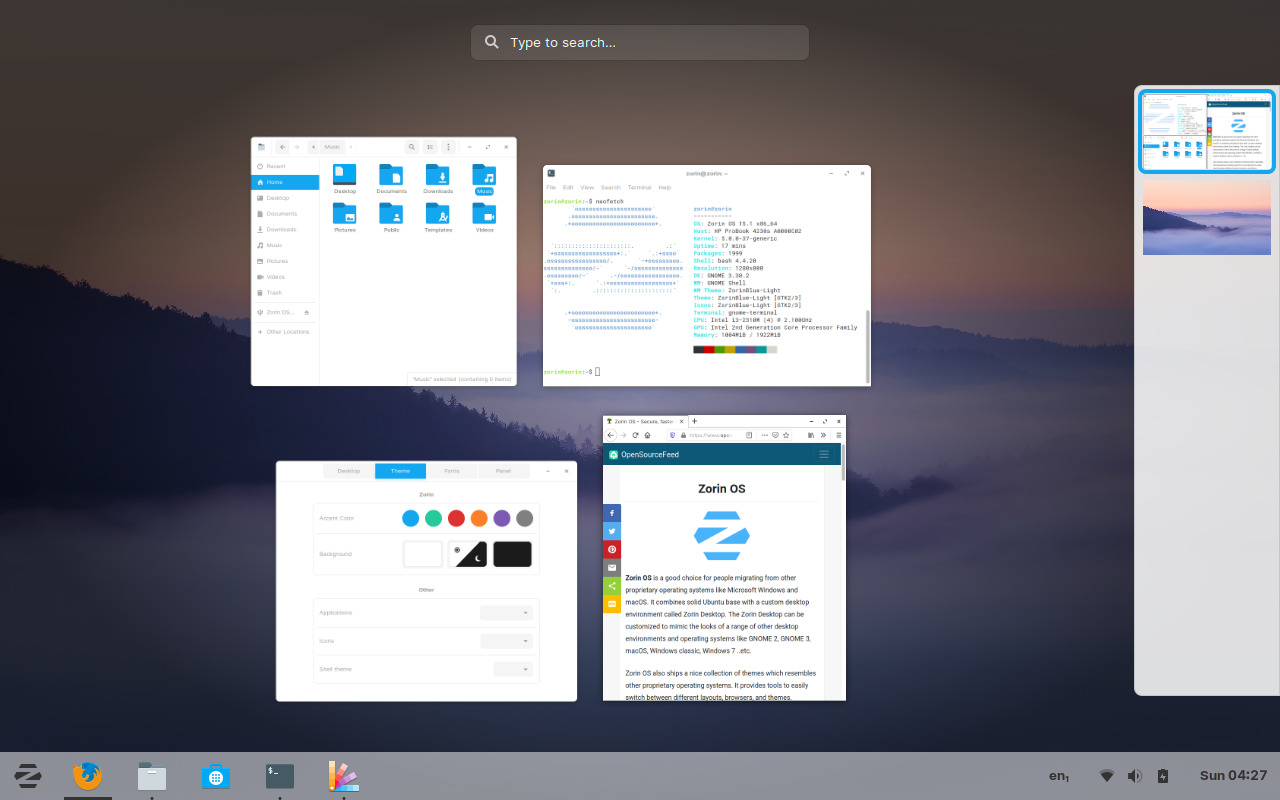 Type to search...
Music
Recent
Home
Desktop
Documents
Downloads
Music
Pictures
Videos
Trash
Zorin OS...
Other Locations
Desktop
Documents
Downloads
Music
Pictures
Public
Templates
Videos
"Music" selected (containing 0 items)
zorin@zorin: ~
File Edit View Search Terminal Help
zorin@zorin:~$ neofetch
zorin@zorin
-----------
OS: Zorin OS 15.1 x86_64
Host: HP ProBook 4230s A0000C02
Kernel: 5.0.0-37-generic
Uptime: 17 mins
Packages: 1999
Shell: bash 4.4.20
Resolution: 1280x800
DE: GNOME 3.30.2
WM: GNOME Shell
WM Theme: ZorinBlue-Light
Theme: ZorinBlue-Light [GTK2/3]
Icons: ZorinBlue-Light [GTK2/3]
Terminal: gnome-terminal
CPU: Intel i3-2310M (4) @ 2.100GHz
GPU: Intel 2nd Generation Core Processor Family
Memory: 1004MiB / 1922MiB
zorin@zorin:~$
Desktop Theme Fonts Panel
Zorin
Accent Color
Background
Other
Applications
Icons
Shell theme
Zorin OS - Secure, faste
https://www.ope
OpenSourceFeed
Zorin OS
Zorin OS is a good choice for people migrating from other
proprietary operating systems like Microsoft Windows and
macOS. It combines solid Ubuntu base with a custom desktop
environment called Zorin Desktop. The Zorin Desktop can be
customized to mimic the looks of a range of other desktop
environments and operating systems like GNOME 2, GNOME 3,
macOS, Windows classic, Windows 7 ..etc.
Zorin OS also ships a nice collection of themes which resembles
other proprietary operating systems. It provides tools to easily
switch between different layouts, browsers, and themes.
en₁
Sun 04:27